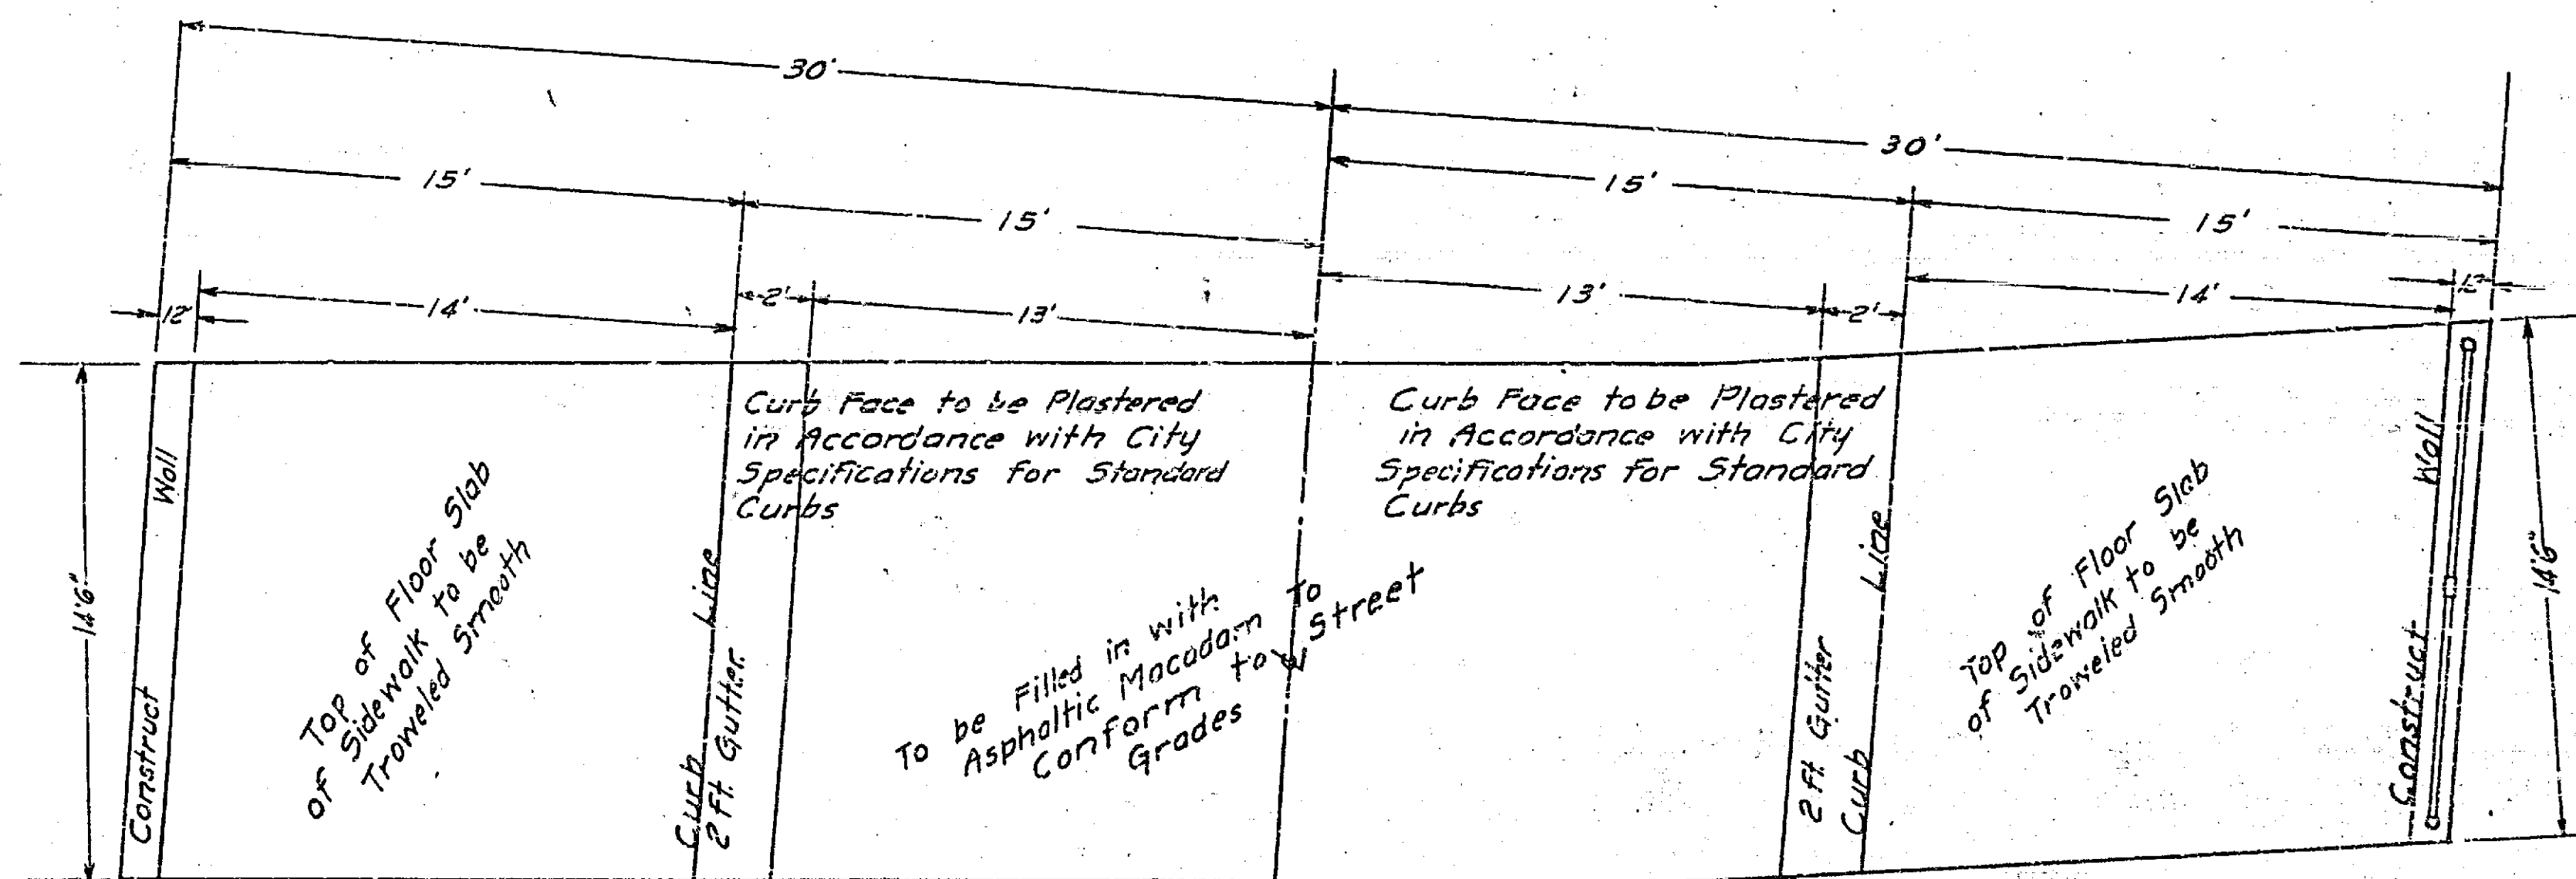 30'
30'
15'
15'
15'
15'
12"
14'
2'
13'
13'
2'
14'
12"
14'6"
Construct Wall
Top of Floor Slab
of Sidewalk to be
Troweled Smooth
Curb Line
2 Ft. Gutter.
Curb Face to be Plastered
in Accordance with City
Specifications for Standard
Curbs
To be Filled in with
Asphaltic Macadam To
Conform to ℄ Street
Grades
Curb Face to be Plastered
in Accordance with City
Specifications for Standard
Curbs
2 Ft. Gutter
Curb Line
Top of Floor Slab
of Sidewalk to be
Troweled Smooth
Construct Wall
14'6"